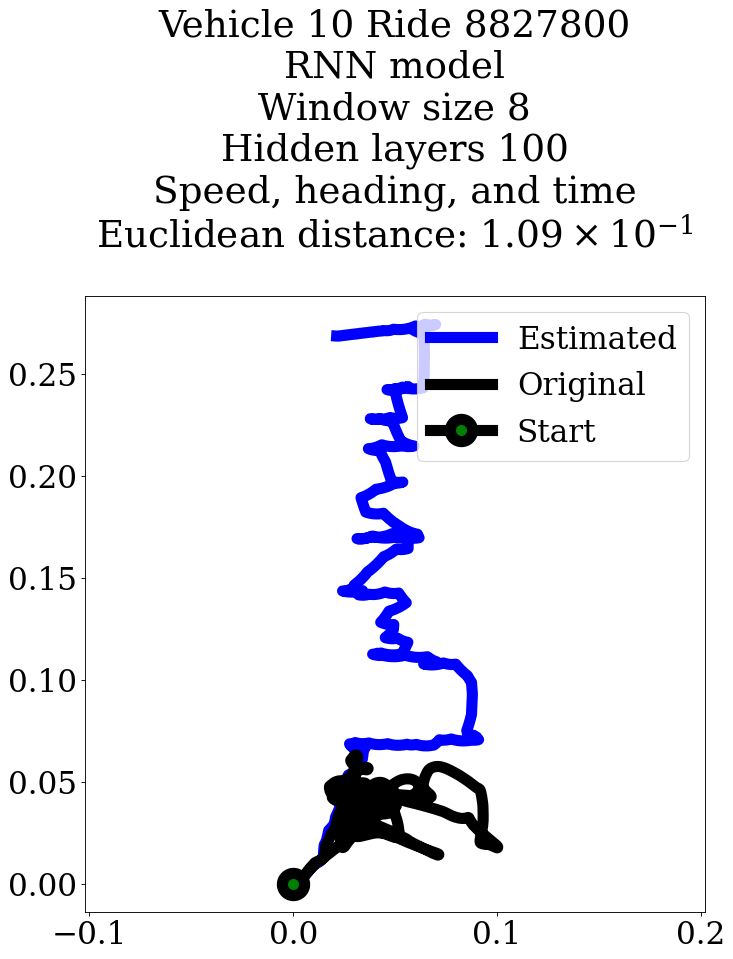 Vehicle 10 Ride 8827800
RNN model
Window size 8
Hidden layers 100
Speed, heading, and time
Euclidean distance: 1.09 × 10⁻¹
Estimated
Original
Start
0.25
0.20
0.15
0.10
0.05
0.00
−0.1
0.0
0.1
0.2